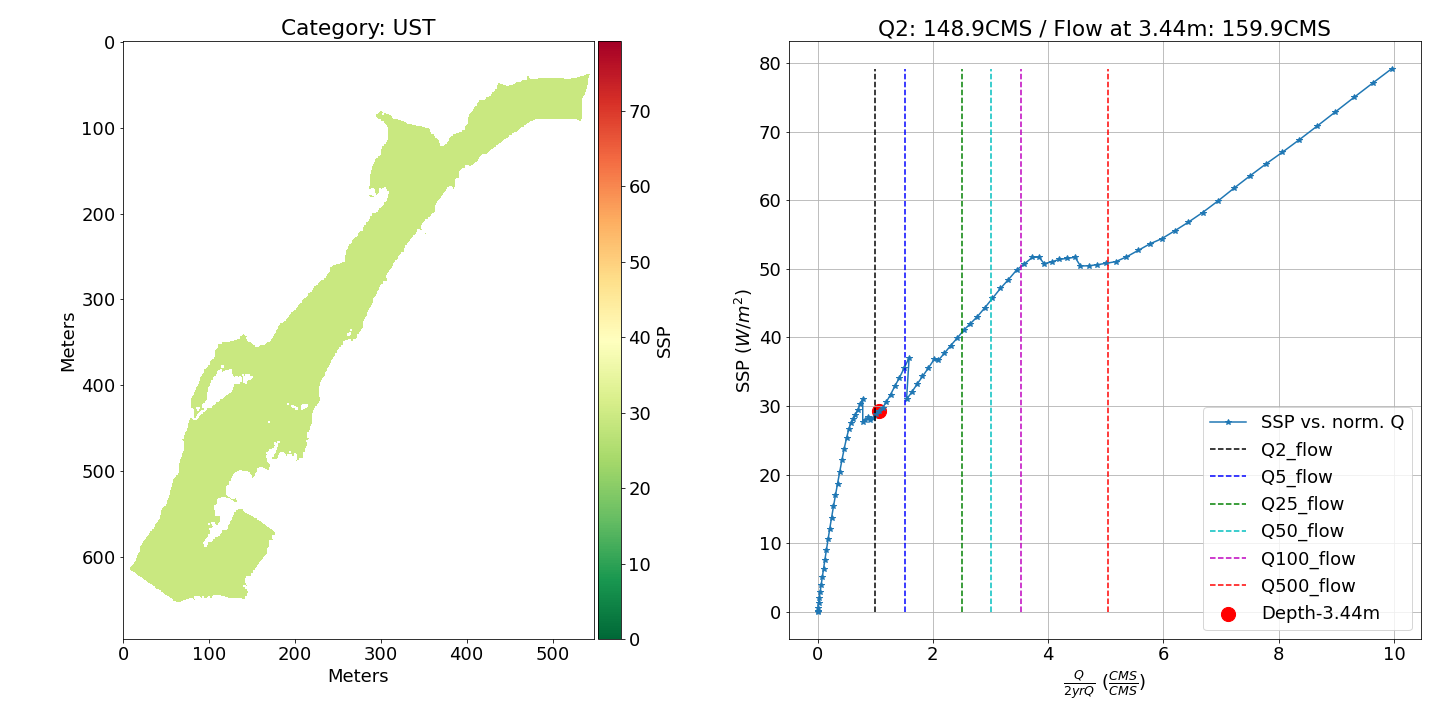 Category: UST
0
100
200
300
400
500
600
Meters
0
100
200
300
400
500
Meters
70
60
50
40
30
20
10
0
SSP
Q2: 148.9CMS / Flow at 3.44m: 159.9CMS
80
70
60
50
40
30
20
10
0
SSP (W/m²)
0
2
4
6
8
10
Q/2yrQ (CMS/CMS)
SSP vs. norm. Q
Q2_flow
Q5_flow
Q25_flow
Q50_flow
Q100_flow
Q500_flow
Depth-3.44m